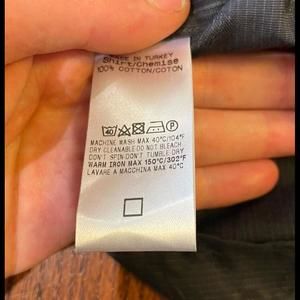 MADE IN TURKEY
Shirt/Chemise
100% COTTON/COTON
40 P
MACHINE WASH MAX 40°C/104°F
DRY CLEANABLE DO NOT BLEACH
DON'T SPIN DON'T TUMBLE DRY
WARM IRON MAX 150°C/302°F
LAVARE A MACCHINA MAX 40°C